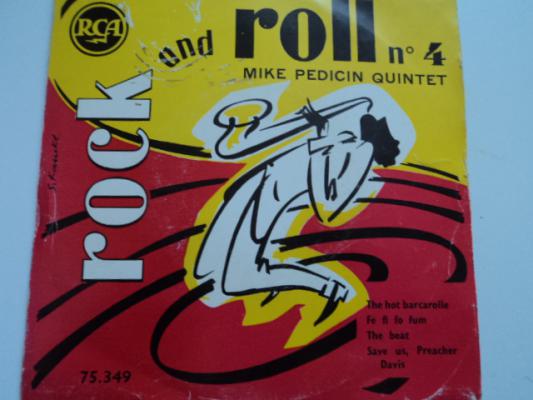 RCA
rock and roll n° 4
MIKE PEDICIN QUINTET
The hot barcarolle
Fe fi fo fum
The beat
Save us, Preacher
Davis
75.349